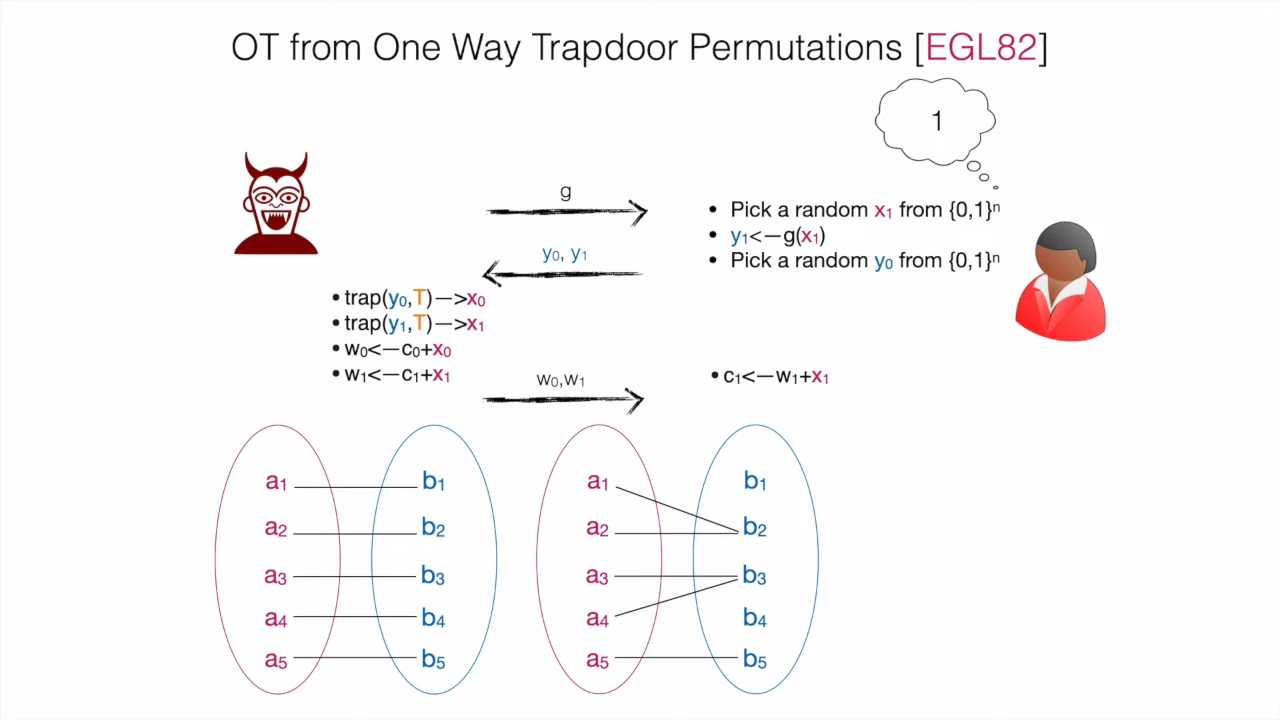 OT from One Way Trapdoor Permutations [EGL82]
1
g
• Pick a random x₁ from {0,1}ⁿ
• y₁<—g(x₁)
• Pick a random y₀ from {0,1}ⁿ
y₀, y₁
• trap(y₀,T)—>x₀
• trap(y₁,T)—>x₁
• w₀<—c₀+x₀
• w₁<—c₁+x₁
w₀,w₁
• c₁<—w₁+x₁
a₁ b₁ a₁ b₁
a₂ b₂ a₂ b₂
a₃ b₃ a₃ b₃
a₄ b₄ a₄ b₄
a₅ b₅ a₅ b₅